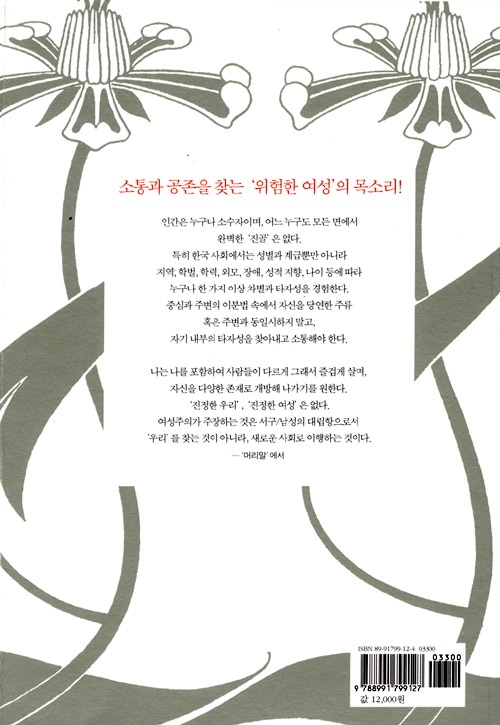 소통과 공존을 찾는 ‘위험한 여성’의 목소리!
인간은 누구나 소수자이며, 어느 누구도 모든 면에서
완벽한 ‘진골’은 없다.
특히 한국 사회에서는 성별과 계급뿐만 아니라
지역, 학벌, 학력, 외모, 장애, 성적 지향, 나이 등에 따라
누구나 한 가지 이상 차별과 타자성을 경험한다.
중심과 주변의 이분법 속에서 자신을 당연한 주류
혹은 주변과 동일시하지 말고,
자기 내부의 타자성을 찾아내고 소통해야 한다.
나는 나를 포함하여 사람들이 다르게 그래서 즐겁게 살며,
자신을 다양한 존재로 개방해 나가기를 원한다.
‘진정한 우리’, ‘진정한 여성’은 없다.
여성주의가 주장하는 것은 서구/남성의 대립항으로서
‘우리’를 찾는 것이 아니라, 새로운 사회로 이행하는 것이다.
— ‘머리말’에서
ISBN 89-91799-12-4 03300
03300
9 788991 799127
값 12,000원